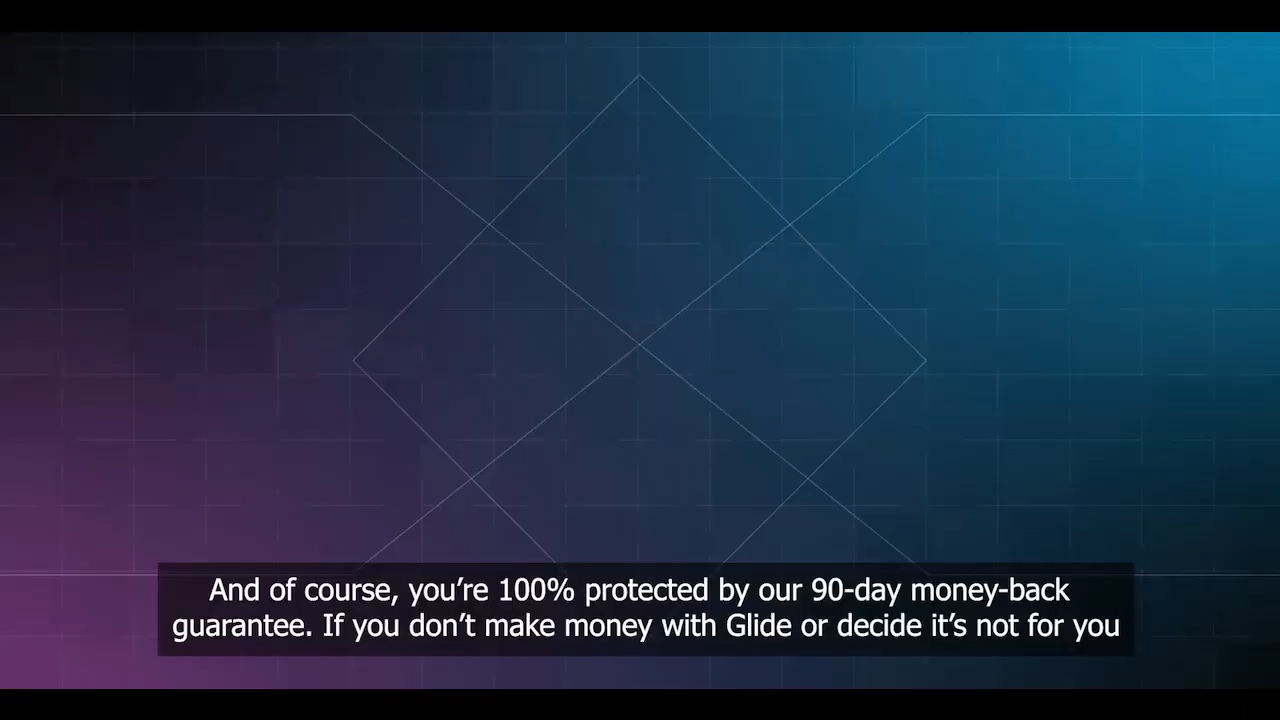 And of course, you’re 100% protected by our 90-day money-back
guarantee. If you don’t make money with Glide or decide it’s not for you